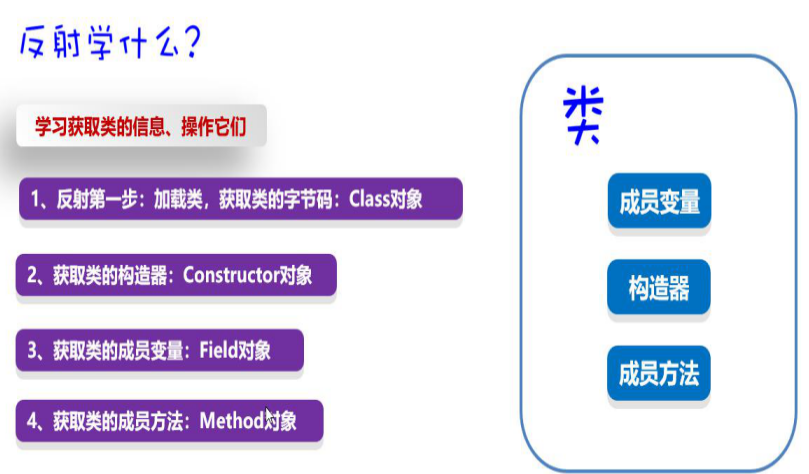 反射学什么?
学习获取类的信息、操作它们
1、反射第一步：加载类，获取类的字节码：Class对象
2、获取类的构造器：Constructor对象
3、获取类的成员变量：Field对象
4、获取类的成员方法：Method对象
类
成员变量
构造器
成员方法